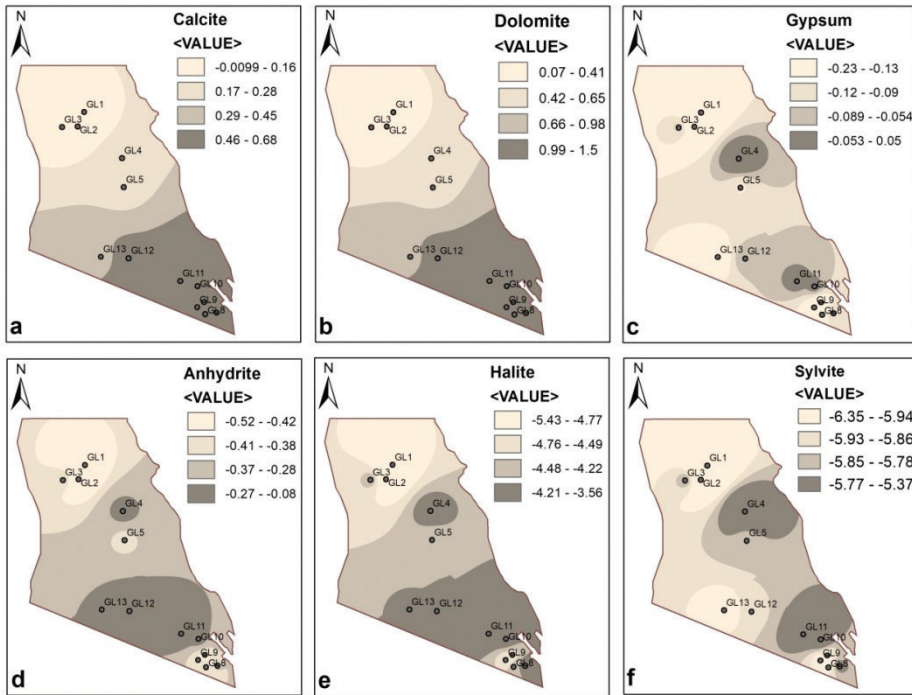 N
Calcite
<VALUE>
-0.0099 - 0.16
0.17 - 0.28
0.29 - 0.45
0.46 - 0.68
GL1
GL3
GL2
GL4
GL5
GL13
GL12
GL11
GL10
GL9
GL8
a
N
Dolomite
<VALUE>
0.07 - 0.41
0.42 - 0.65
0.66 - 0.98
0.99 - 1.5
GL1
GL3
GL2
GL4
GL5
GL13
GL12
GL11
GL10
GL9
GL8
b
N
Gypsum
<VALUE>
-0.23 - -0.13
-0.12 - -0.09
-0.089 - -0.054
-0.053 - 0.05
GL1
GL3
GL2
GL4
GL5
GL13
GL12
GL11
GL10
GL9
GL8
c
N
Anhydrite
<VALUE>
-0.52 - -0.42
-0.41 - -0.38
-0.37 - -0.28
-0.27 - -0.08
GL1
GL3
GL2
GL4
GL5
GL13
GL12
GL11
GL10
GL9
GL8
d
N
Halite
<VALUE>
-5.43 - -4.77
-4.76 - -4.49
-4.48 - -4.22
-4.21 - -3.56
GL1
GL3
GL2
GL4
GL5
GL13
GL12
GL11
GL10
GL9
GL8
e
N
Sylvite
<VALUE>
-6.35 - -5.94
-5.93 - -5.86
-5.85 - -5.78
-5.77 - -5.37
GL1
GL3
GL2
GL4
GL5
GL13
GL12
GL11
GL10
GL9
GL8
f